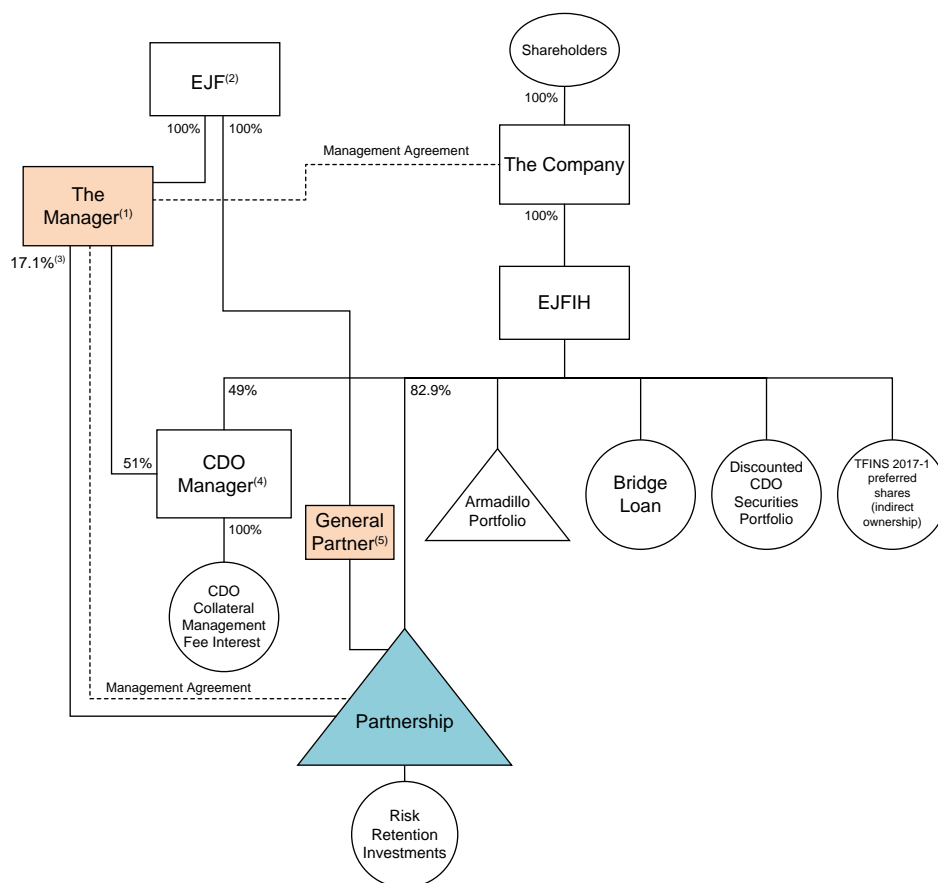 Shareholders
EJF(2)
100%
100%
100%
Management Agreement
The Company
The
Manager(1)
100%
17.1%(3)
EJFIH
49%
82.9%
51%
CDO
Manager(4)
Armadillo
Portfolio
Bridge
Loan
Discounted
CDO
Securities
Portfolio
TFINS 2017-1
preferred
shares
(indirect
ownership)
General
Partner(5)
100%
CDO
Collateral
Management
Fee Interest
Management Agreement
Partnership
Risk
Retention
Investments